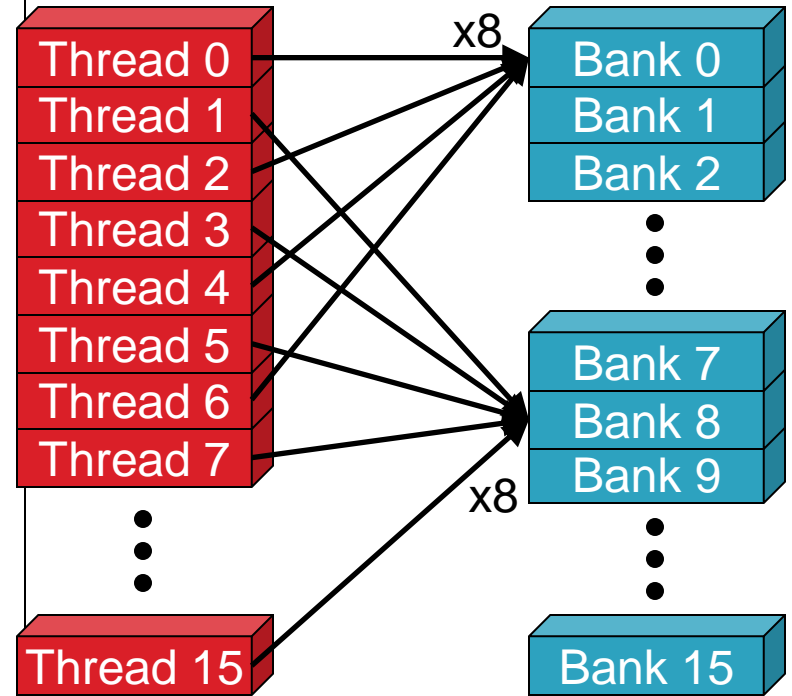 x8
Thread 0
Thread 1
Thread 2
Thread 3
Thread 4
Thread 5
Thread 6
Thread 7
Thread 15
Bank 0
Bank 1
Bank 2
Bank 7
Bank 8
Bank 9
x8
Bank 15